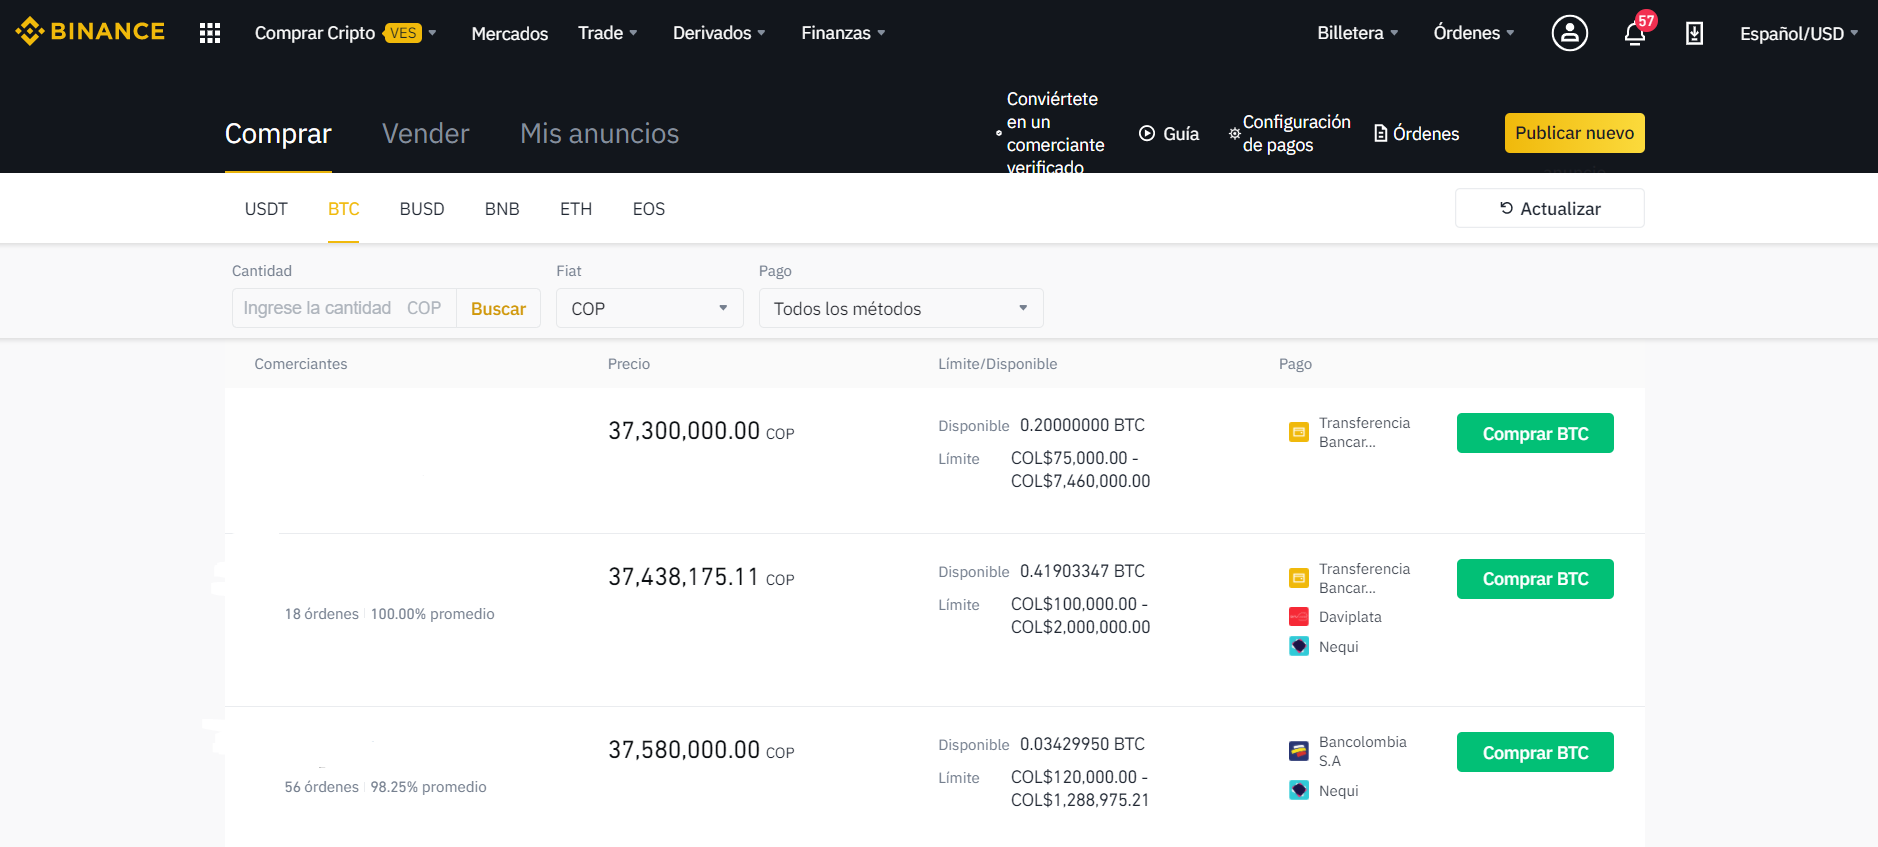 BINANCE
Comprar Cripto VES
Mercados
Trade
Derivados
Finanzas
Billetera
Órdenes
57
Español/USD
Comprar
Vender
Mis anuncios
Conviértete
en un
comerciante
verificado
Guía
Configuración
de pagos
Órdenes
Publicar nuevo
USDT
BTC
BUSD
BNB
ETH
EOS
Actualizar
Cantidad
Fiat
Pago
Ingrese la cantidad COP
Buscar
COP
Todos los métodos
Comerciantes
Precio
Límite/Disponible
Pago
37,300,000.00 COP
Disponible 0.20000000 BTC
Límite COL$75,000.00 -
COL$7,460,000.00
Transferencia
Bancar...
Comprar BTC
18 órdenes 100.00% promedio
37,438,175.11 COP
Disponible 0.41903347 BTC
Límite COL$100,000.00 -
COL$2,000,000.00
Transferencia
Bancar...
Daviplata
Nequi
Comprar BTC
56 órdenes 98.25% promedio
37,580,000.00 COP
Disponible 0.03429950 BTC
Límite COL$120,000.00 -
COL$1,288,975.21
Bancolombia
S.A
Nequi
Comprar BTC